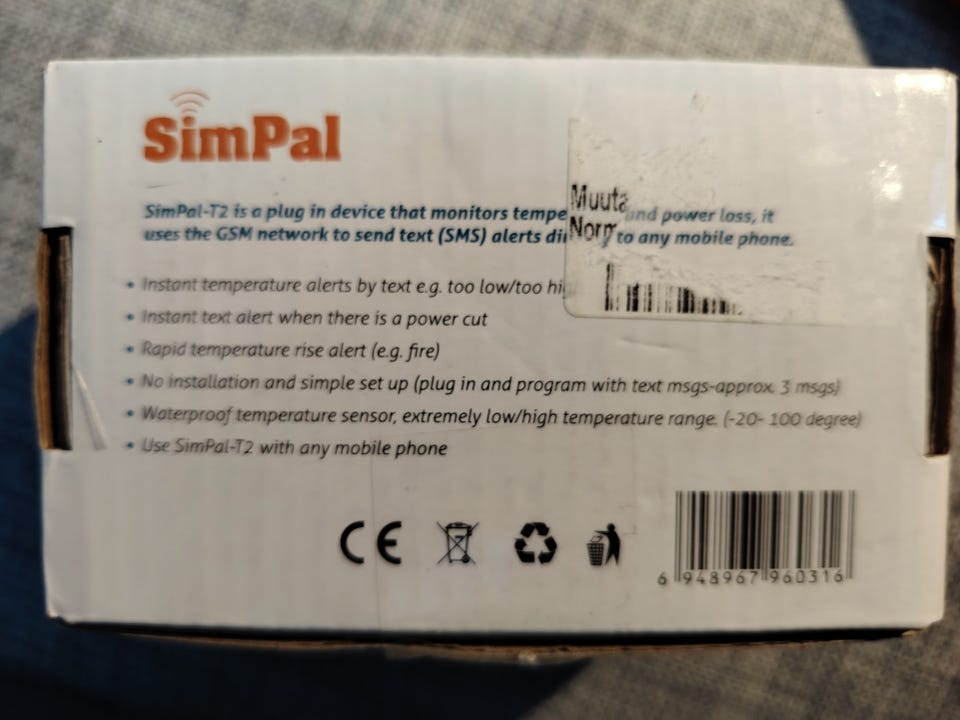 SimPal
SimPal-T2 is a plug in device that monitors tempe and power loss, it
uses the GSM network to send text (SMS) alerts di y to any mobile phone.
Muuta
Norm
• Instant temperature alerts by text e.g. too low/too hi
• Instant text alert when there is a power cut
• Rapid temperature rise alert (e.g. fire)
• No installation and simple set up (plug in and program with text msgs-approx. 3 msgs)
• Waterproof temperature sensor, extremely low/high temperature range. (-20- 100 degree)
• Use SimPal-T2 with any mobile phone
CE
6 948967 960316